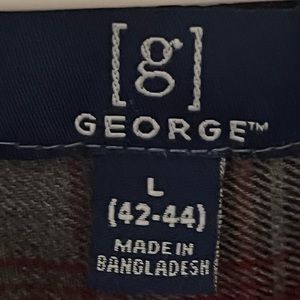 [g]
GEORGE™
L
(42-44)
MADE IN
BANGLADESH